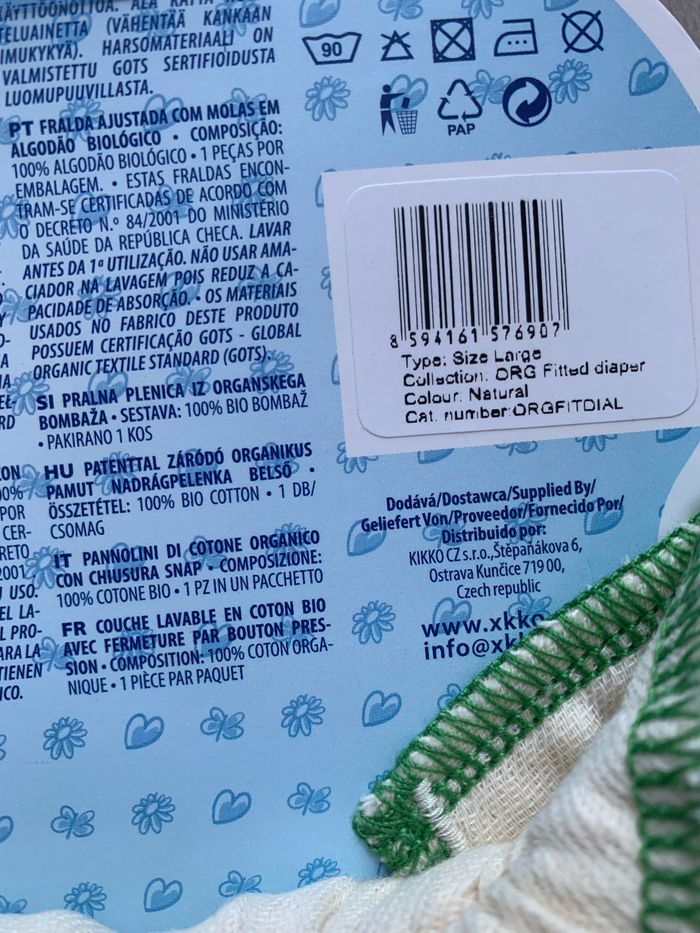 KÄYTTÖÖNOTTOA. ÄLÄ KÄYTÄ HUUH-
TELUAINETTA (VÄHENTÄÄ KANKAAN
IMUKYKYÄ). HARSOMATERIAALI ON
VALMISTETTU GOTS SERTIFIOIDUSTA
LUOMUPUUVILLASTA.
PT FRALDA AJUSTADA COM MOLAS EM
ALGODÃO BIOLÓGICO • COMPOSIÇÃO:
100% ALGODÃO BIOLÓGICO • 1 PEÇAS POR
EMBALAGEM. • ESTAS FRALDAS ENCON-
TRAM-SE CERTIFICADAS DE ACORDO COM
O DECRETO N.º 84/2001 DO MINISTÉRIO
DA SAÚDE DA REPÚBLICA CHECA. LAVAR
ANTES DA 1ª UTILIZAÇÃO. NÃO USAR AMA-
CIADOR NA LAVAGEM POIS REDUZ A CA-
PACIDADE DE ABSORÇÃO. • OS MATERIAIS
USADOS NO FABRICO DESTE PRODUTO
POSSUEM CERTIFICAÇÃO GOTS - GLOBAL
ORGANIC TEXTILE STANDARD (GOTS).
SI PRALNA PLENICA IZ ORGANSKEGA
BOMBAŽA • SESTAVA: 100% BIO BOMBAŽ
• PAKIRANO 1 KOS
HU PATENTTAL ZÁRÓDÓ ORGANIKUS
PAMUT NADRÁGPELENKA BELSŐ •
ÖSSZETÉTEL: 100% BIO COTTON • 1 DB/
CSOMAG
IT PANNOLINI DI COTONE ORGANICO
CON CHIUSURA SNAP • COMPOSIZIONE:
100% COTONE BIO • 1 PZ IN UN PACCHETTO
FR COUCHE LAVABLE EN COTON BIO
AVEC FERMETURE PAR BOUTON PRES-
SION • COMPOSITION: 100% COTON ORGA-
NIQUE • 1 PIÈCE PAR PAQUET
90
PAP
8 594161 576907
Type: Size Large
Collection: ORG Fitted diaper
Colour: Natural
Cat. number: ORGFITDIAL
Dodává/Dostawca/Supplied By/
Geliefert Von/Proveedor/Fornecido Por/
Distribuido por:
KIKKO CZ s.r.o., Štěpaňákova 6,
Ostrava Kunčice 719 00,
Czech republic
www.xkko
info@xkk